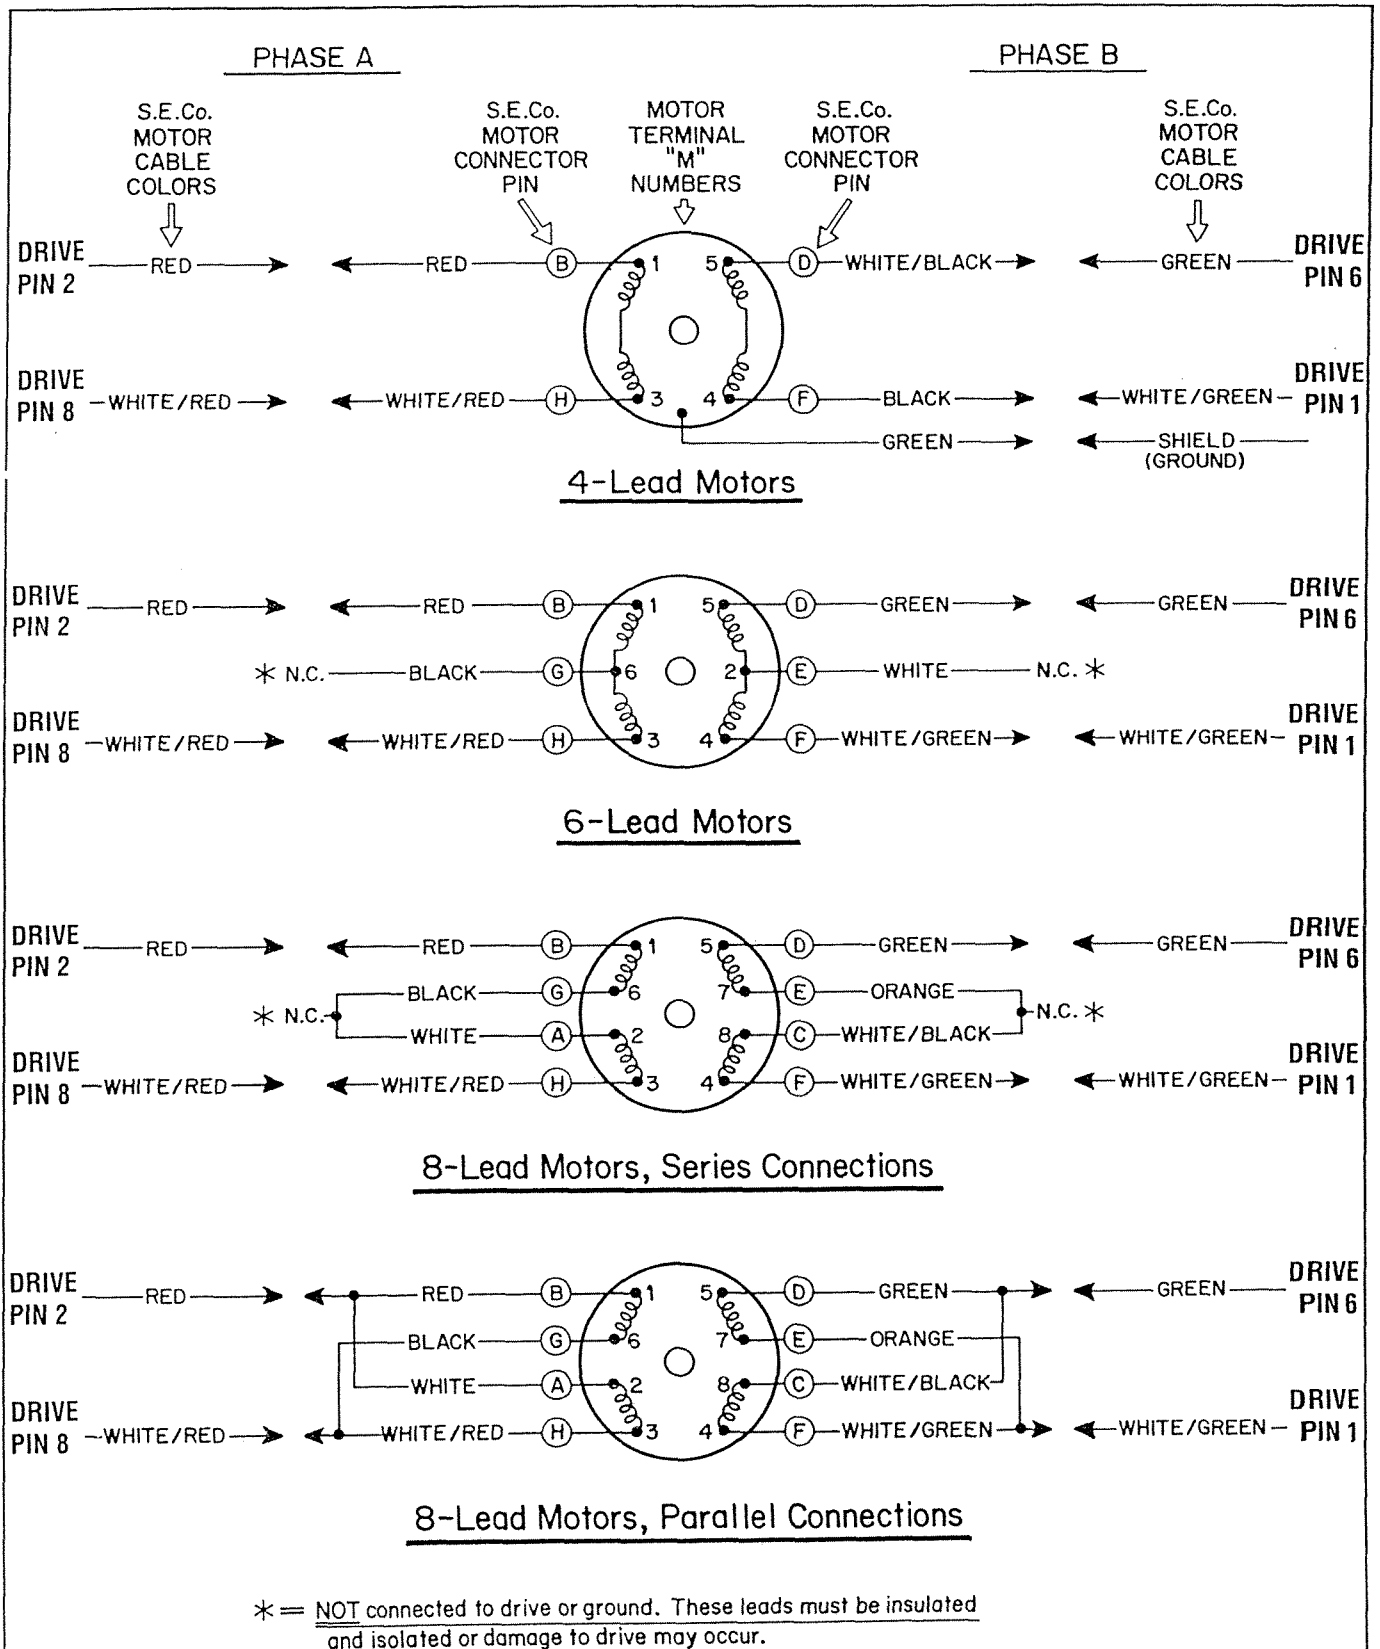 PHASE A
PHASE B
S.E.Co.
MOTOR
CABLE
COLORS
S.E.Co.
MOTOR
CONNECTOR
PIN
MOTOR
TERMINAL
"M"
NUMBERS
S.E.Co.
MOTOR
CONNECTOR
PIN
S.E.Co.
MOTOR
CABLE
COLORS
DRIVE
PIN 2
RED
RED
B
1
5
D
WHITE/BLACK
GREEN
DRIVE
PIN 6
DRIVE
PIN 8
WHITE/RED
WHITE/RED
H
3
4
F
BLACK
WHITE/GREEN
DRIVE
PIN 1
GREEN
SHIELD
(GROUND)
4-Lead Motors
DRIVE
PIN 2
RED
RED
B
1
5
D
GREEN
GREEN
DRIVE
PIN 6
* N.C.
BLACK
G
6
2
E
WHITE
N.C. *
DRIVE
PIN 8
WHITE/RED
WHITE/RED
H
3
4
F
WHITE/GREEN
WHITE/GREEN
DRIVE
PIN 1
6-Lead Motors
DRIVE
PIN 2
RED
RED
B
1
5
D
GREEN
GREEN
DRIVE
PIN 6
BLACK
G
6
7
E
ORANGE
* N.C.
N.C. *
WHITE
A
2
8
C
WHITE/BLACK
DRIVE
PIN 8
WHITE/RED
WHITE/RED
H
3
4
F
WHITE/GREEN
WHITE/GREEN
DRIVE
PIN 1
8-Lead Motors, Series Connections
DRIVE
PIN 2
RED
RED
B
1
5
D
GREEN
GREEN
DRIVE
PIN 6
BLACK
G
6
7
E
ORANGE
WHITE
A
2
8
C
WHITE/BLACK
DRIVE
PIN 8
WHITE/RED
WHITE/RED
H
3
4
F
WHITE/GREEN
WHITE/GREEN
DRIVE
PIN 1
8-Lead Motors, Parallel Connections
* = NOT connected to drive or ground. These leads must be insulated
and isolated or damage to drive may occur.